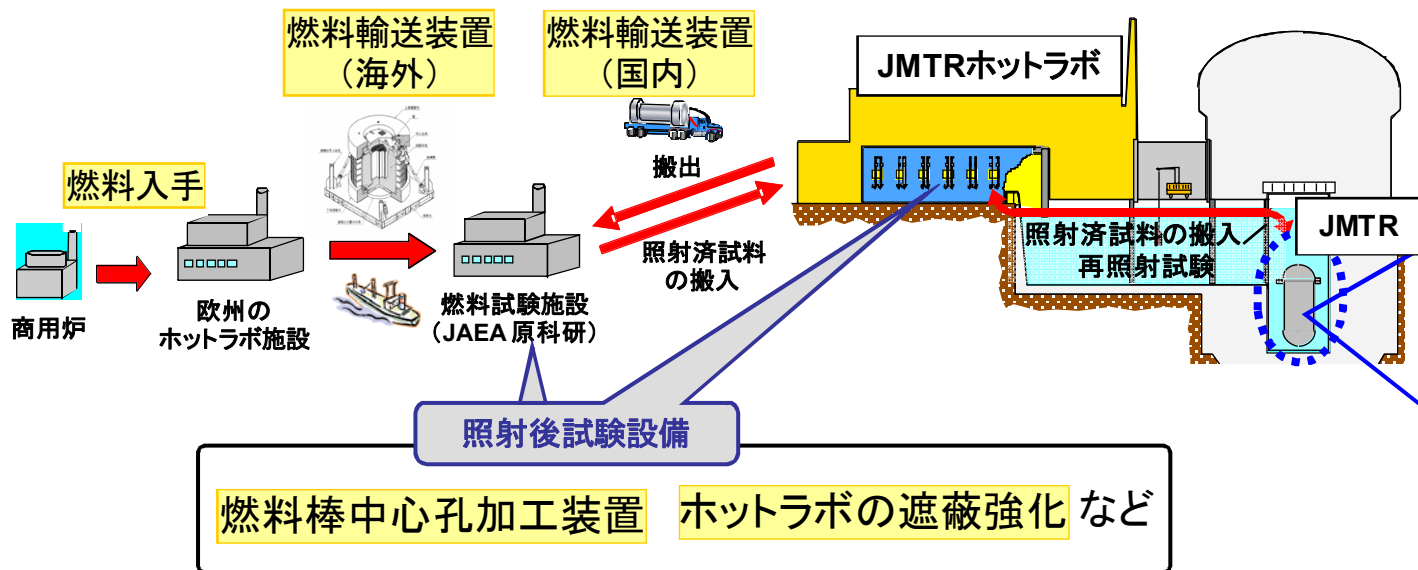 燃料輸送装置
（海外）
燃料輸送装置
（国内）
JMTRホットラボ
燃料入手
搬出
照射済試料
の搬入
照射済試料の搬入／
再照射試験
JMTR
商用炉
欧州の
ホットラボ施設
燃料試験施設
（JAEA 原科研）
照射後試験設備
燃料棒中心孔加工装置
ホットラボの遮蔽強化 など